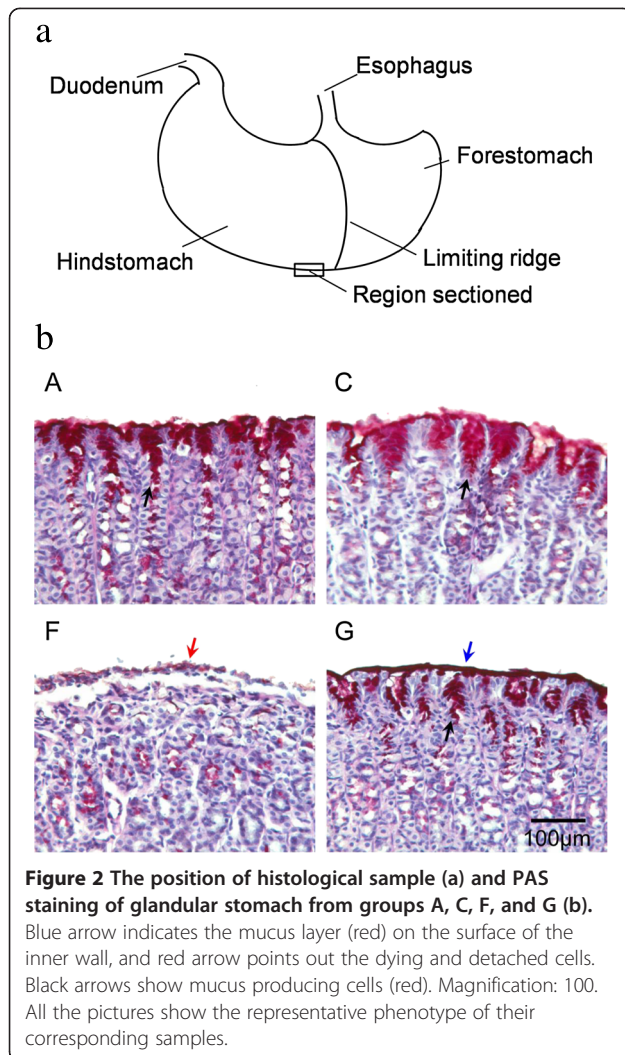 a
Duodenum
Esophagus
Forestomach
Hindstomach
Limiting ridge
Region sectioned
b
A
C
F
G
100µm
Figure 2 The position of histological sample (a) and PAS
staining of glandular stomach from groups A, C, F, and G (b).
Blue arrow indicates the mucus layer (red) on the surface of the
inner wall, and red arrow points out the dying and detached cells.
Black arrows show mucus producing cells (red). Magnification: 100.
All the pictures show the representative phenotype of their
corresponding samples.